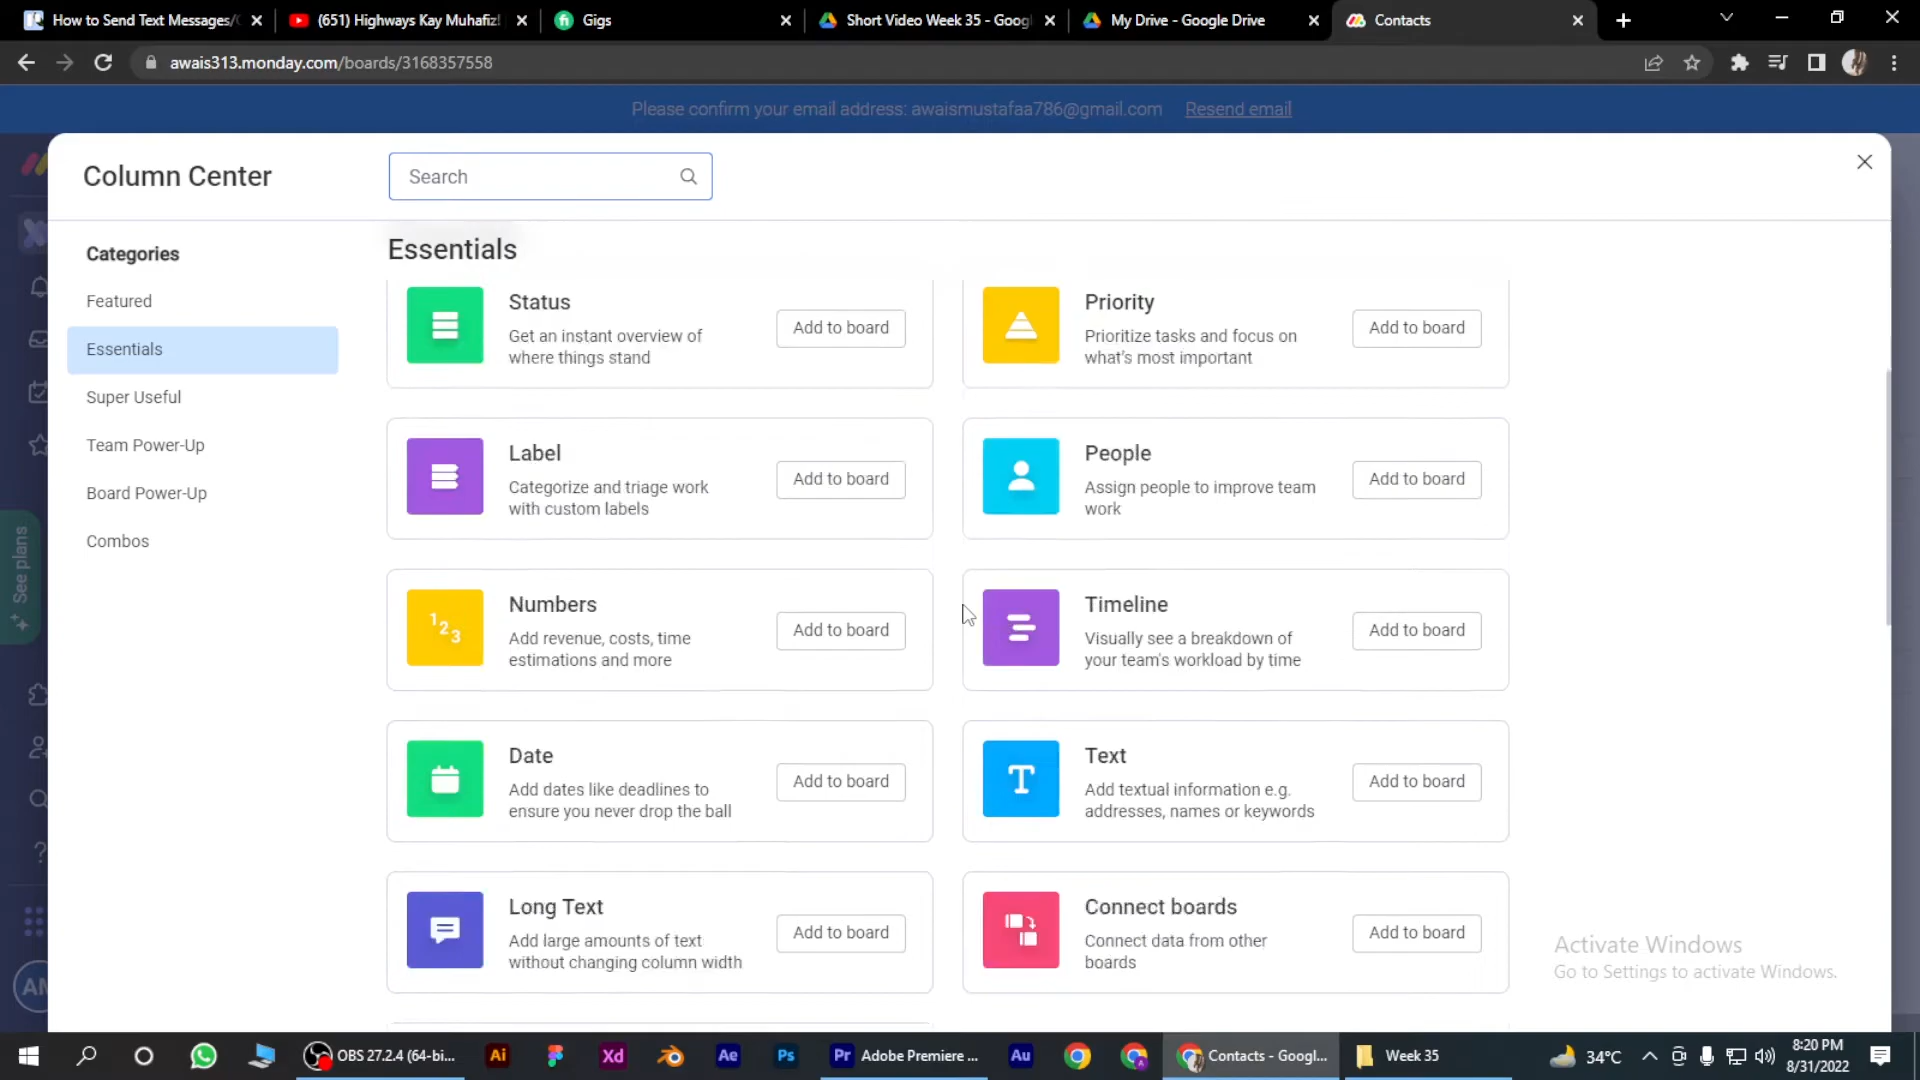 How to Send Text Messages/
(651) Highways Kay Muhafiz!
Gigs
Short Video Week 35 - Goog
My Drive - Google Drive
Contacts
awais313.monday.com/boards/3168357558
Please confirm your email address: awaismustafaa786@gmail.com Resend email
Column Center
Search
Categories
Featured
Essentials
Super Useful
Team Power-Up
Board Power-Up
Combos
See plans
Essentials
Status
Get an instant overview of
where things stand
Add to board
Priority
Prioritize tasks and focus on
what's most important
Add to board
Label
Categorize and triage work
with custom labels
Add to board
People
Assign people to improve team
work
Add to board
Numbers
Add revenue, costs, time
estimations and more
Add to board
Timeline
Visually see a breakdown of
your team's workload by time
Add to board
Date
Add dates like deadlines to
ensure you never drop the ball
Add to board
Text
Add textual information e.g.
addresses, names or keywords
Add to board
Long Text
Add large amounts of text
without changing column width
Add to board
Connect boards
Connect data from other
boards
Add to board
Activate Windows
Go to Settings to activate Windows.
OBS 27.2.4 (64-bi...
Ai
Xd
Ae
Ps
Pr
Adobe Premiere ...
Au
Contacts - Googl...
Week 35
34°C
8:20 PM
8/31/2022